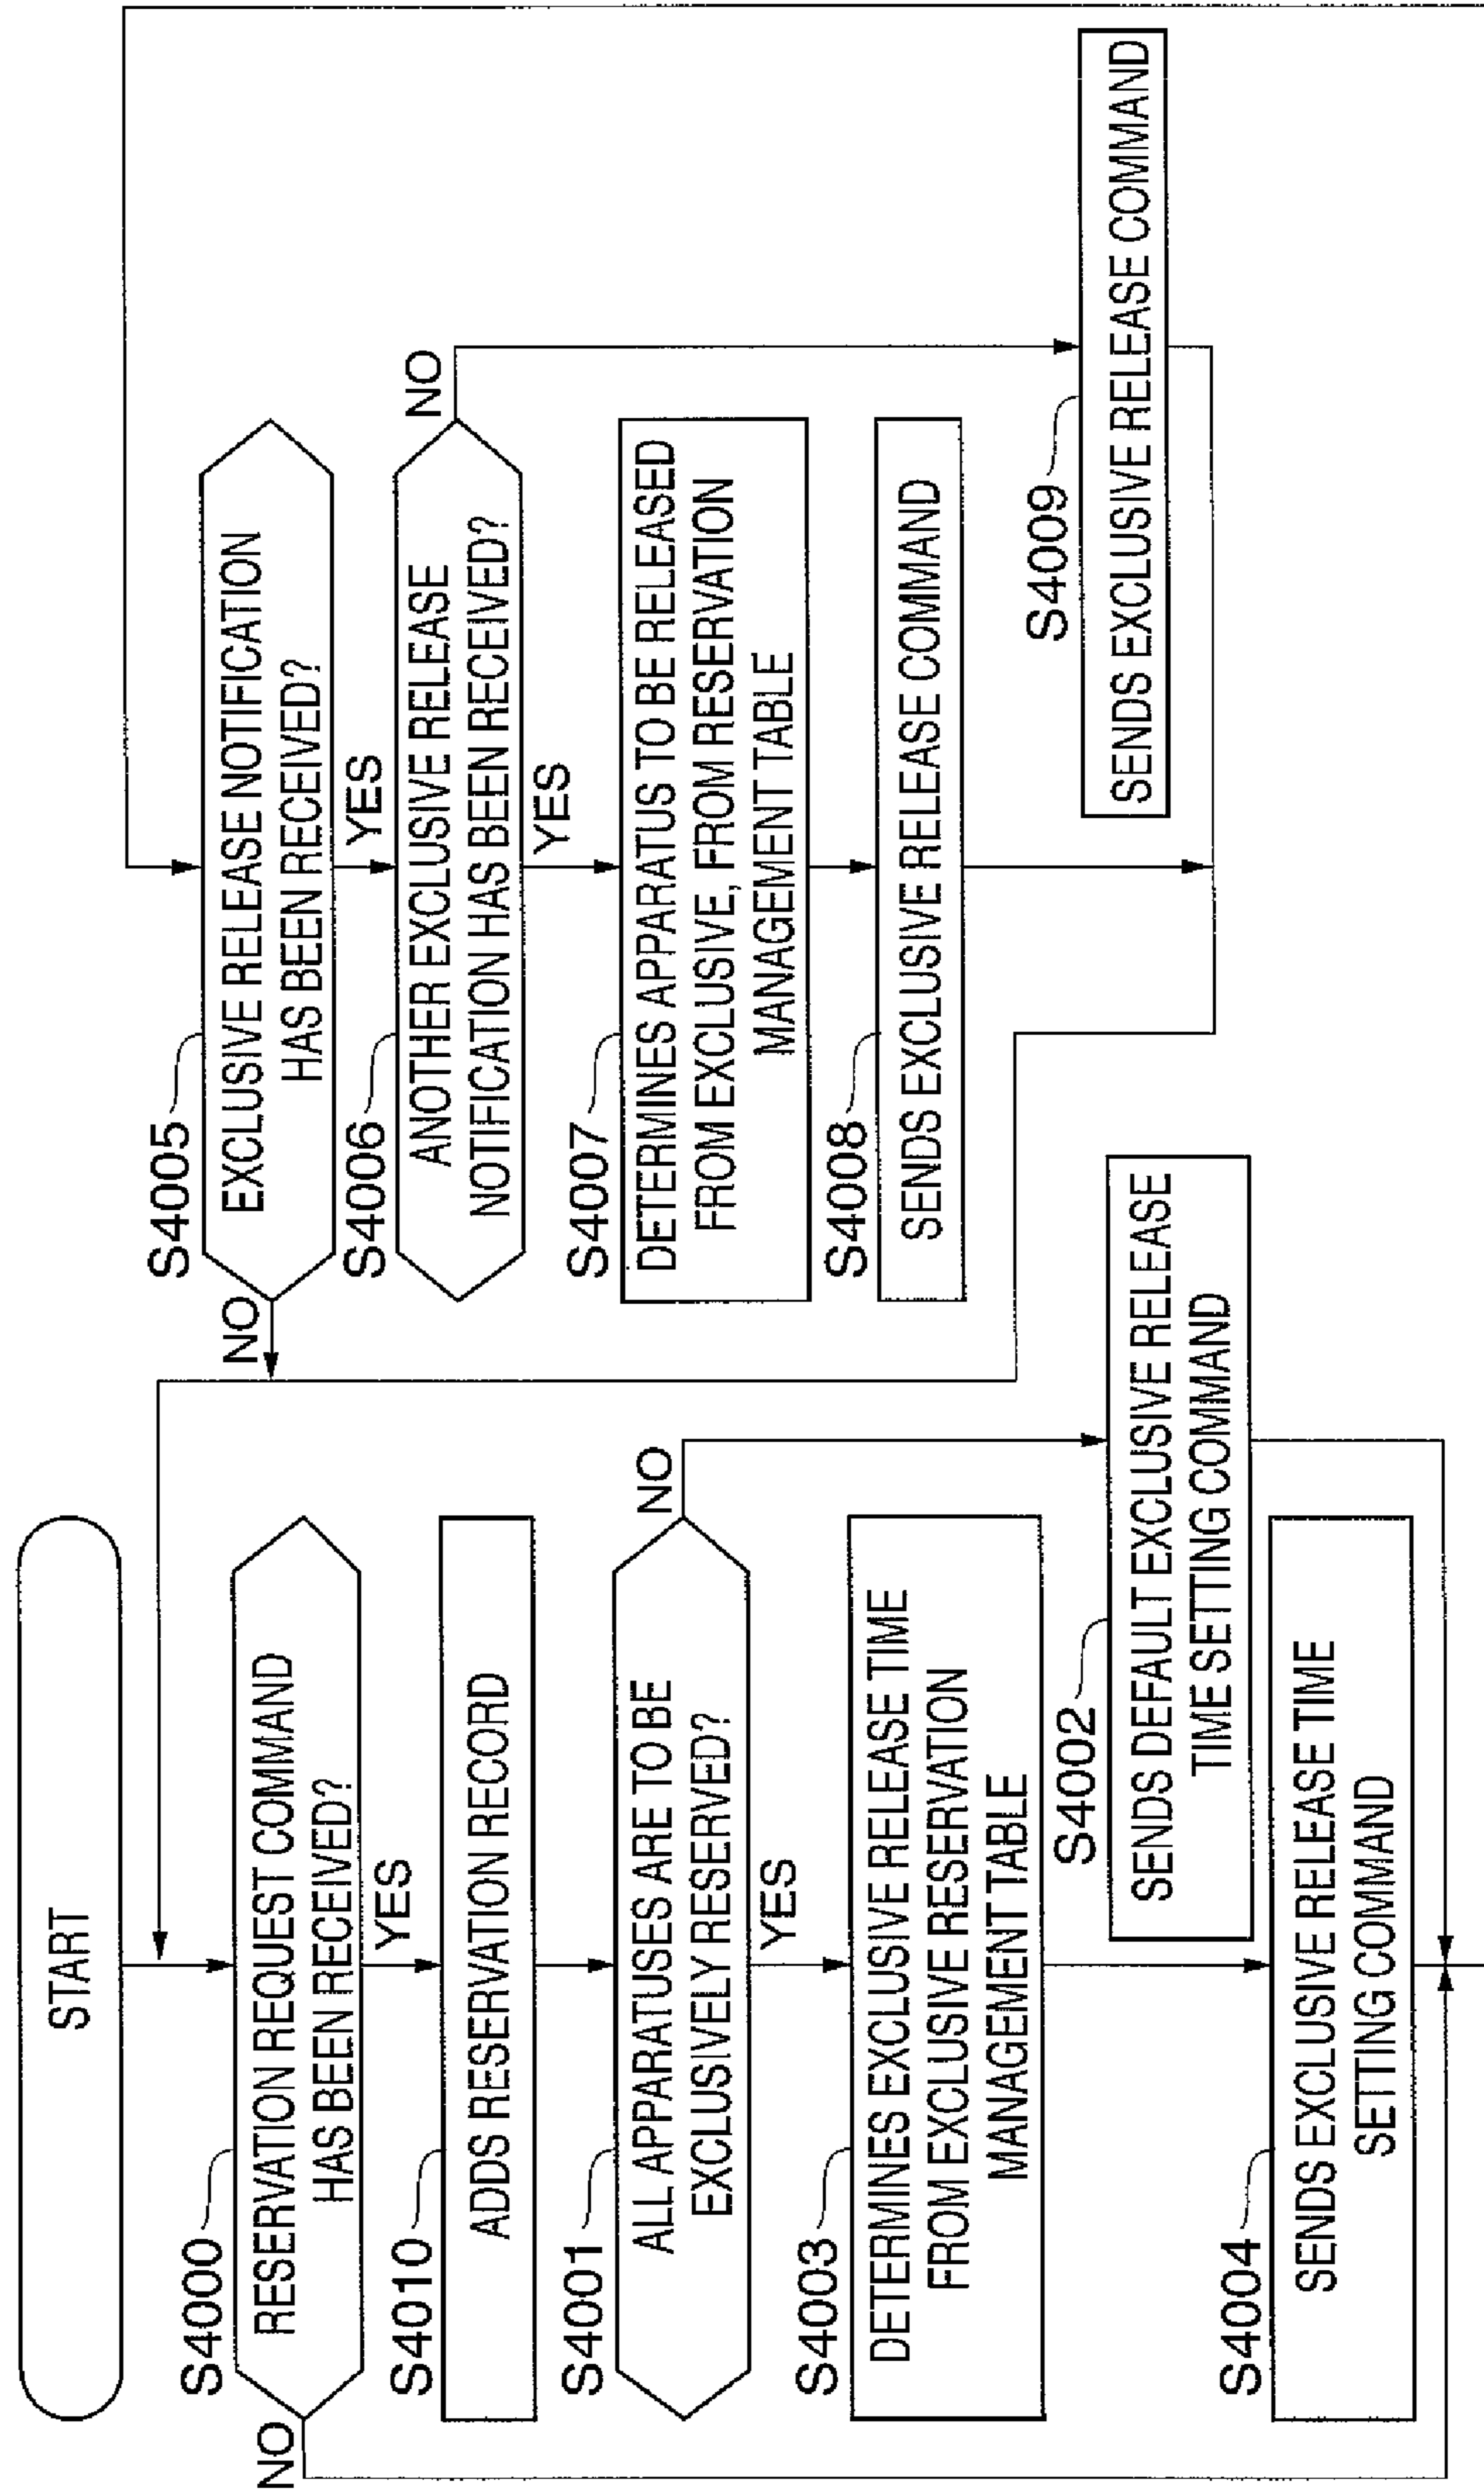 START
S4000
RESERVATION REQUEST COMMAND
HAS BEEN RECEIVED?
NO
YES
S4010
ADDS RESERVATION RECORD
S4001
ALL APPARATUSES ARE TO BE
EXCLUSIVELY RESERVED?
NO
YES
S4003
DETERMINES EXCLUSIVE RELEASE TIME
FROM EXCLUSIVE RESERVATION
MANAGEMENT TABLE
S4002
SENDS DEFAULT EXCLUSIVE RELEASE
TIME SETTING COMMAND
S4004
SENDS EXCLUSIVE RELEASE TIME
SETTING COMMAND
S4005
EXCLUSIVE RELEASE NOTIFICATION
HAS BEEN RECEIVED?
NO
YES
S4006
ANOTHER EXCLUSIVE RELEASE
NOTIFICATION HAS BEEN RECEIVED?
NO
YES
S4007
DETERMINES APPARATUS TO BE RELEASED
FROM EXCLUSIVE, FROM RESERVATION
MANAGEMENT TABLE
S4008
SENDS EXCLUSIVE RELEASE COMMAND
S4009
SENDS EXCLUSIVE RELEASE COMMAND